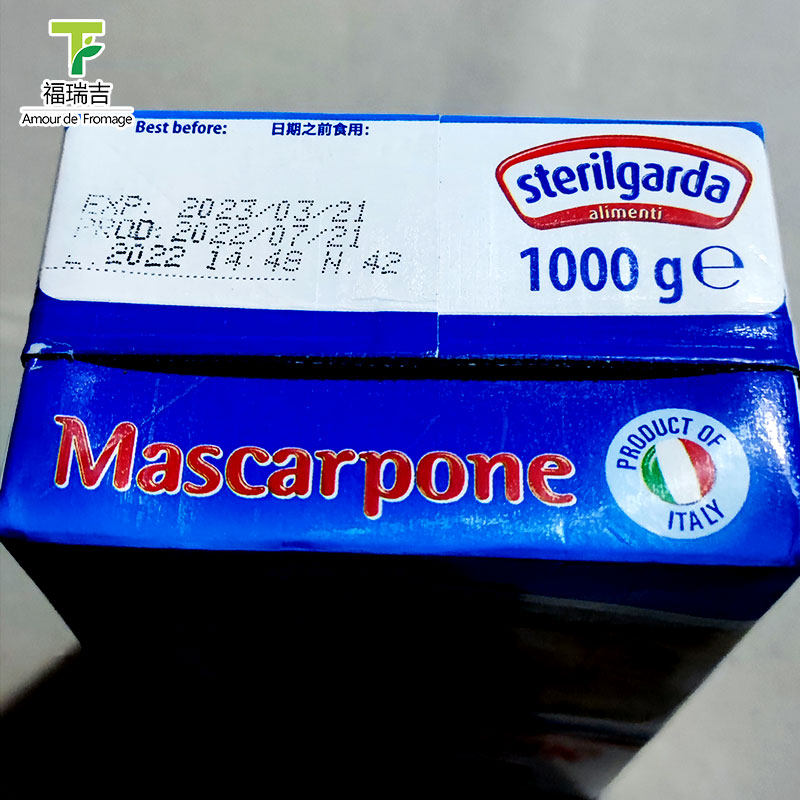 福瑞吉
Amour de Fromage
Best before: 日期之前食用:
EXP: 2023/03/21
PROD: 2022/07/21
L. 2022 14:48 N.42
sterilgarda
alimenti
1000 g e
Mascarpone
PRODUCT OF
ITALY